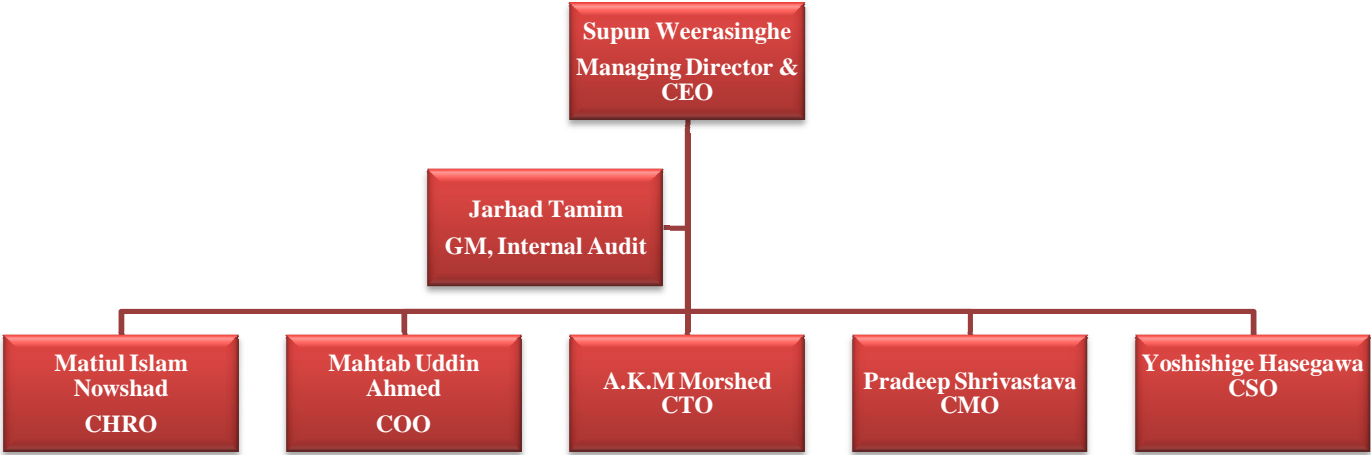 Supun Weerasinghe
Managing Director &
CEO
Jarhad Tamim
GM, Internal Audit
Matiul Islam
Nowshad
CHRO
Mahtab Uddin
Ahmed
COO
A.K.M Morshed
CTO
Pradeep Shrivastava
CMO
Yoshishige Hasegawa
CSO